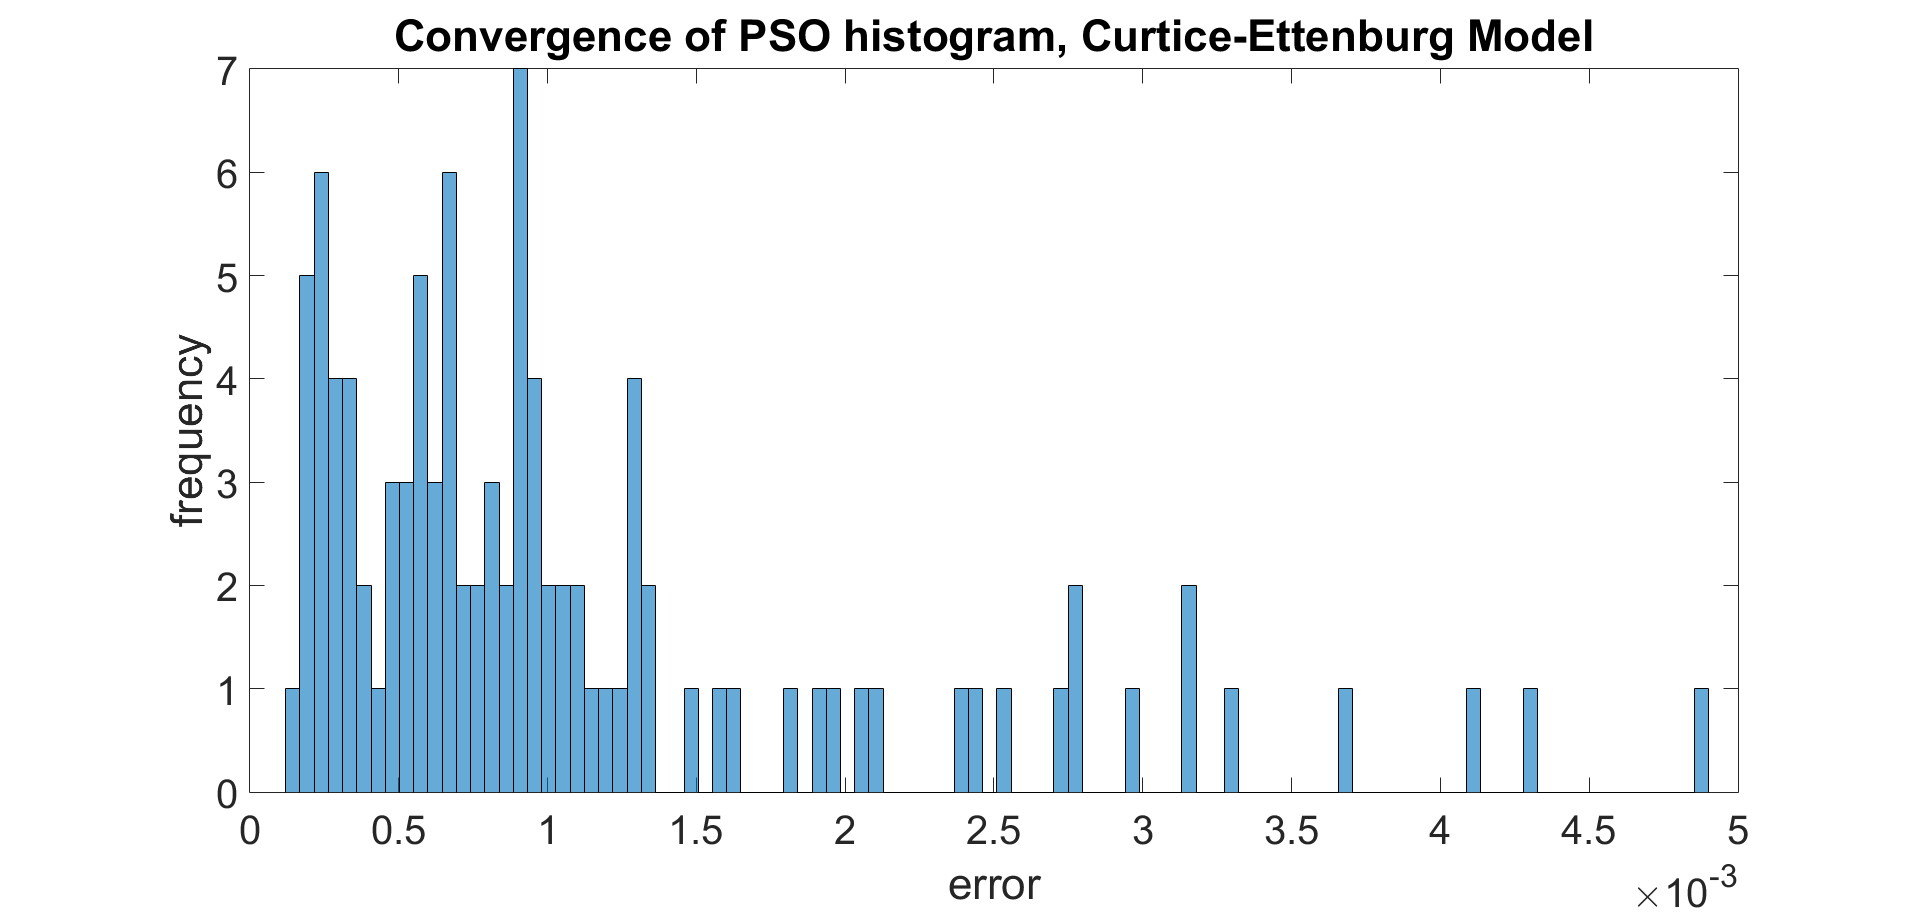 Convergence of PSO histogram, Curtice-Ettenburg Model
7
6
5
4
3
2
1
0
frequency
0 0.5 1 1.5 2 2.5 3 3.5 4 4.5 5
error
×10⁻³